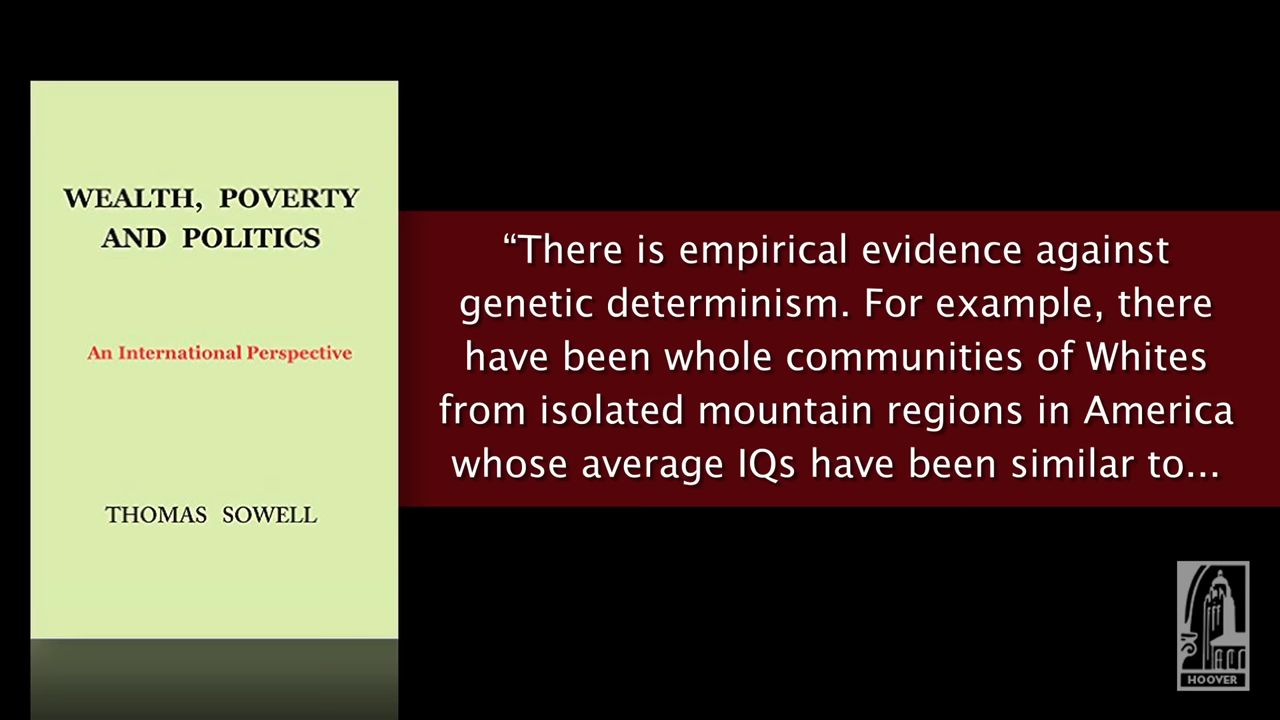 WEALTH, POVERTY
AND POLITICS
An International Perspective
THOMAS SOWELL
“There is empirical evidence against
genetic determinism. For example, there
have been whole communities of Whites
from isolated mountain regions in America
whose average IQs have been similar to...
HOOVER